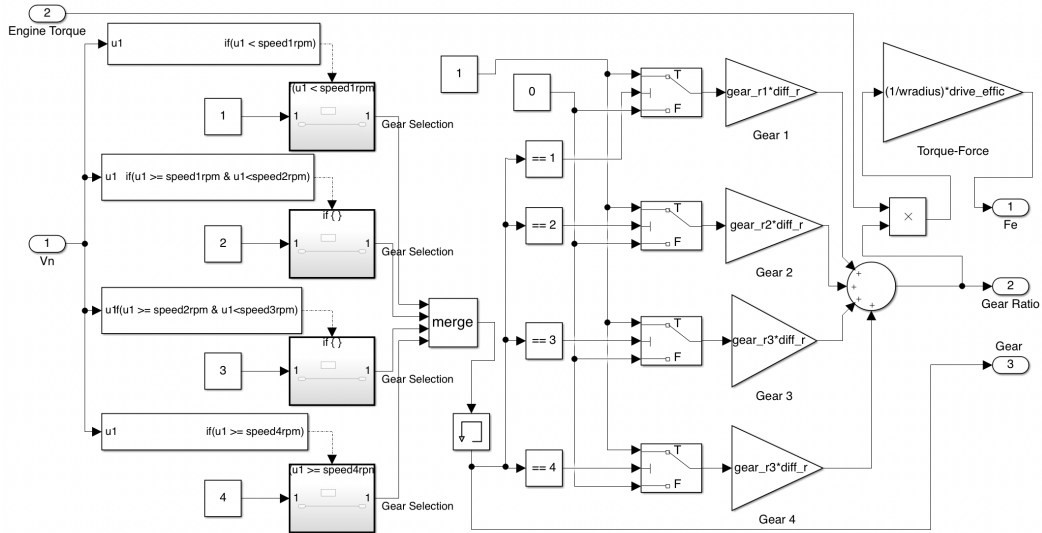 2
Engine Torque
u1
if(u1 < speed1rpm)
if(u1 < speed1rpm
1
1
1
Gear Selection
u1
if(u1 >= speed1rpm & u1<speed2rpm)
if { }
2
1
1
Gear Selection
1
Vn
u1
if(u1 >= speed2rpm & u1<speed3rpm)
if { }
3
1
1
Gear Selection
u1
if(u1 >= speed4rpm)
u1 >= speed4rpm
4
1
1
Gear Selection
merge
1
0
T
F
gear_r1*diff_r
Gear 1
== 1
== 2
T
F
gear_r2*diff_r
Gear 2
== 3
T
F
gear_r3*diff_r
Gear 3
== 4
T
F
gear_r3*diff_r
Gear 4
(1/wradius)*drive_effic
Torque-Force
×
+
+
+
+
1
Fe
2
Gear Ratio
Gear
3